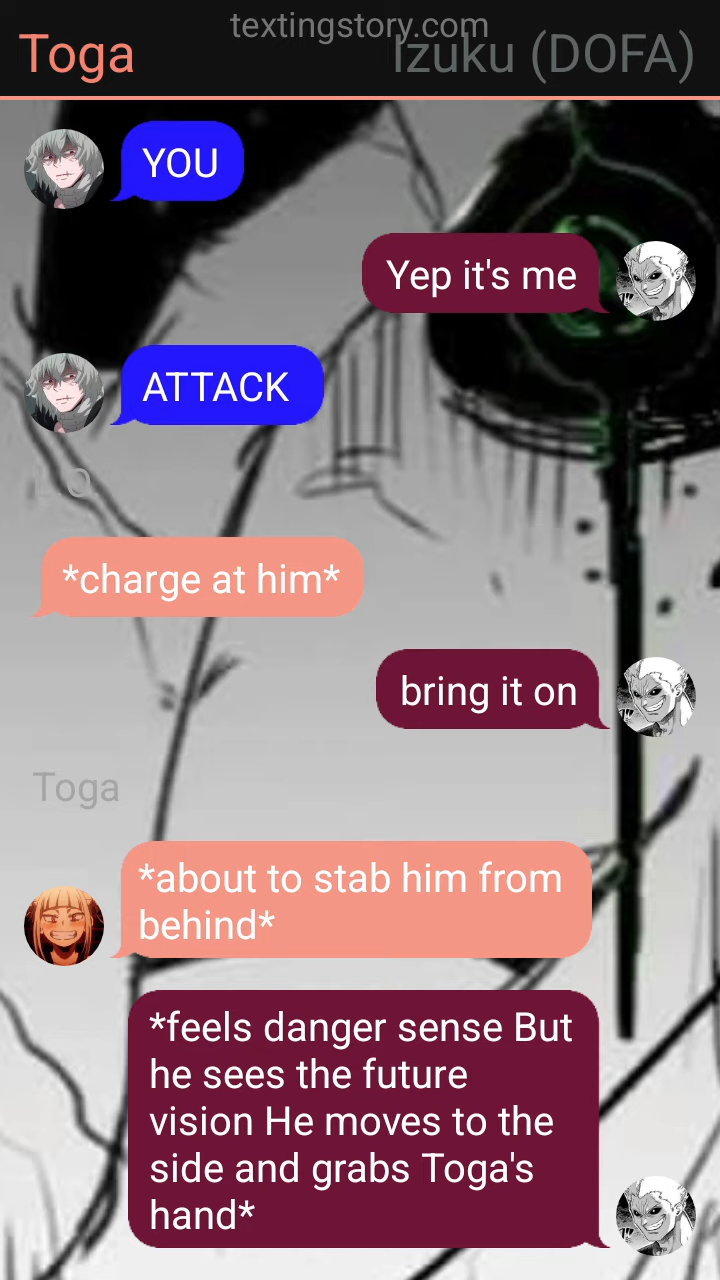 textingstory.com
Toga
Izuku (DOFA)
YOU
Yep it's me
ATTACK
*charge at him*
bring it on
Toga
*about to stab him from
behind*
*feels danger sense But
he sees the future
vision He moves to the
side and grabs Toga's
hand*